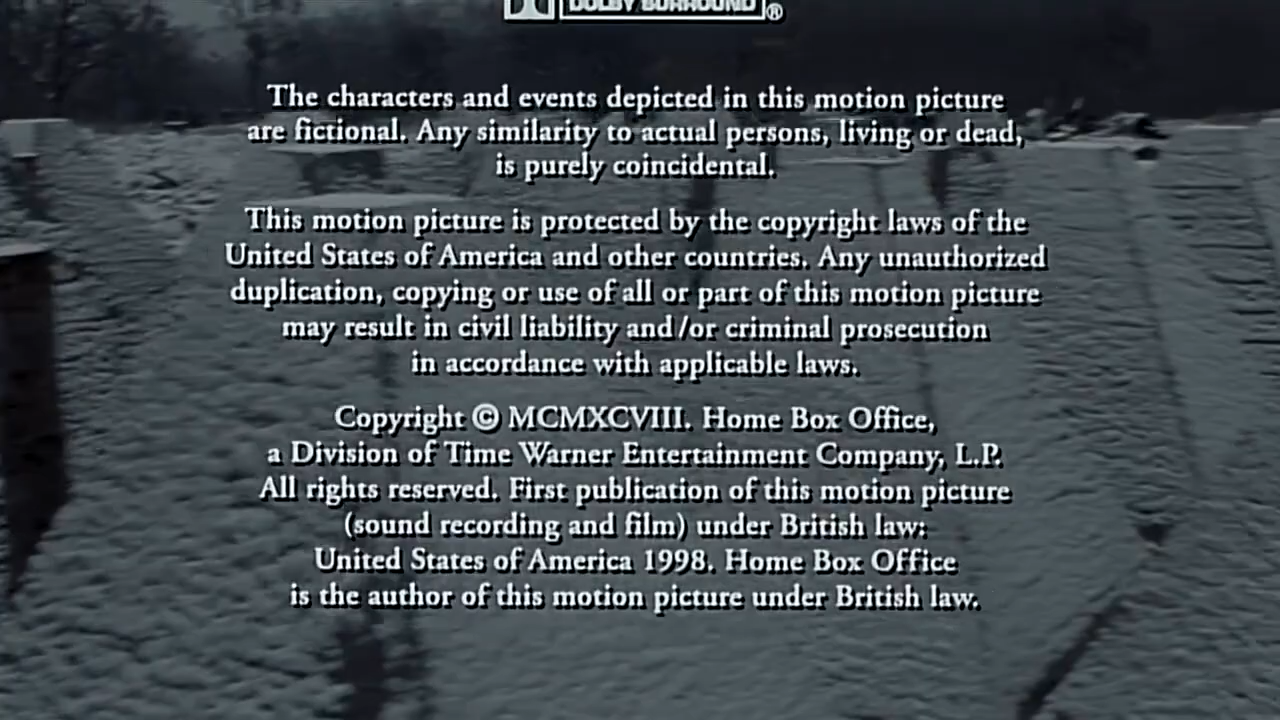 DOLBY SURROUND ®
The characters and events depicted in this motion picture
are fictional. Any similarity to actual persons, living or dead,
is purely coincidental.
This motion picture is protected by the copyright laws of the
United States of America and other countries. Any unauthorized
duplication, copying or use of all or part of this motion picture
may result in civil liability and/or criminal prosecution
in accordance with applicable laws.
Copyright © MCMXCVIII. Home Box Office,
a Division of Time Warner Entertainment Company, L.P.
All rights reserved. First publication of this motion picture
(sound recording and film) under British law:
United States of America 1998. Home Box Office
is the author of this motion picture under British law.